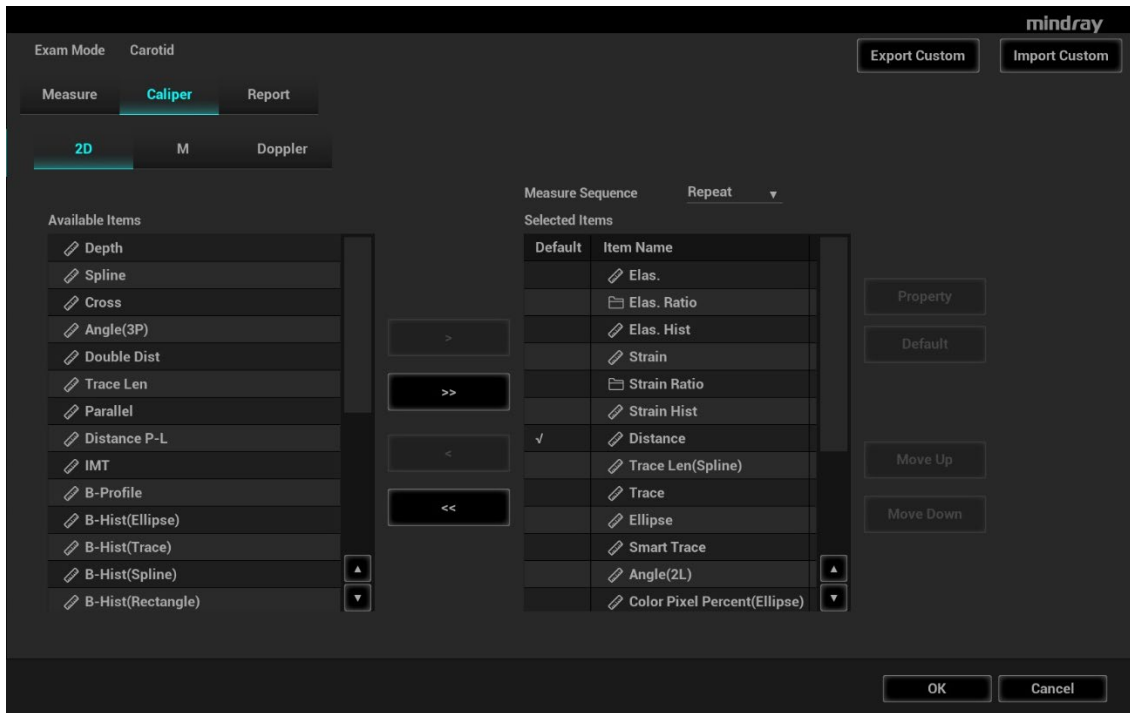 mindray
Exam Mode Carotid
Export Custom Import Custom
Measure Caliper Report
2D M Doppler
Measure Sequence Repeat ▼
Available Items
Selected Items
Depth
Spline
Cross
Angle(3P)
Double Dist
Trace Len
Parallel
Distance P-L
IMT
B-Profile
B-Hist(Ellipse)
B-Hist(Trace)
B-Hist(Spline)
B-Hist(Rectangle)
>
>>
<
<<
Default Item Name
Elas.
Elas. Ratio
Elas. Hist
Strain
Strain Ratio
Strain Hist
√ Distance
Trace Len(Spline)
Trace
Ellipse
Smart Trace
Angle(2L)
Color Pixel Percent(Ellipse)
Property
Default
Move Up
Move Down
OK Cancel